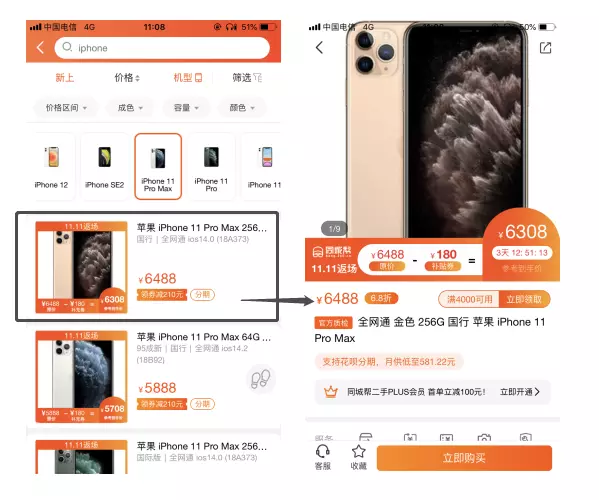 中国电信 4G 11:08 51%
iphone
新上 价格 机型 筛选
价格区间 成色 容量 颜色
iPhone 12
iPhone SE2
iPhone 11
Pro Max
iPhone 11
Pro
iPhone 11
11.11返场
¥6488 - ¥180 = ¥6308
苹果 iPhone 11 Pro Max 256...
国行 | 全网通 ios14.0 (18A373)
¥6488
领券减210元 分期
11.11返场
¥5888 - ¥180 = ¥5708
苹果 iPhone 11 Pro Max 64G ...
95成新 | 国行 | 全网通 ios14.2
(18B92)
¥5888
领券减210元 分期
11.11返场
苹果 iPhone 11 Pro Max 256...
国际版 | 全网通 ios14.0 (18A373)
中国电信 4G 11:08 50%
1/9
11.11返场
¥6488
原价
-
¥180
补贴券
=
¥6308
3天 12:51:13
参考到手价
¥6488 6.8折 满4000可用 立即领取
官方质检 全网通 金色 256G 国行 苹果 iPhone 11
Pro Max
支持花呗分期，月供低至581.22元
同城帮二手PLUS会员 首单立减100元！ 立即开通
服务
客服
收藏
立即购买